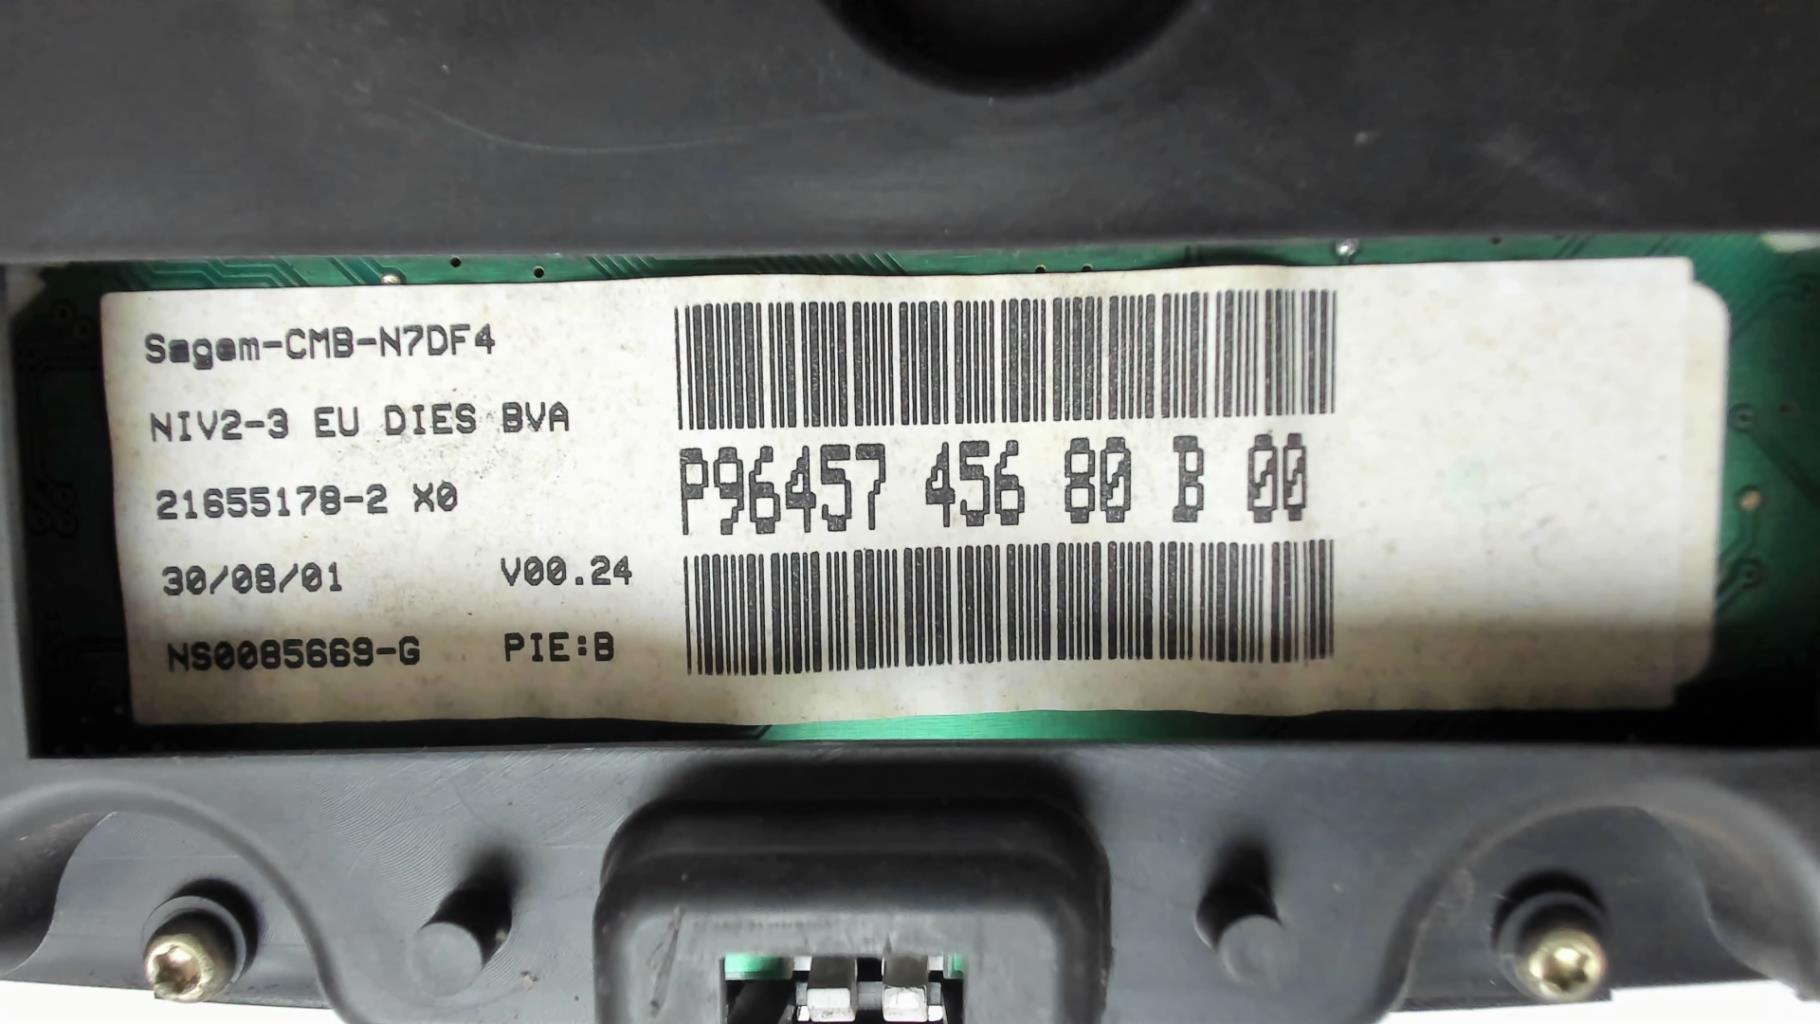 Sagem-CMB-N7DF4
NIV2-3 EU DIES BVA
21655178-2 X0
30/08/01 V00.24
NS0085669-G PIE:B
P96457 456 80 B 00